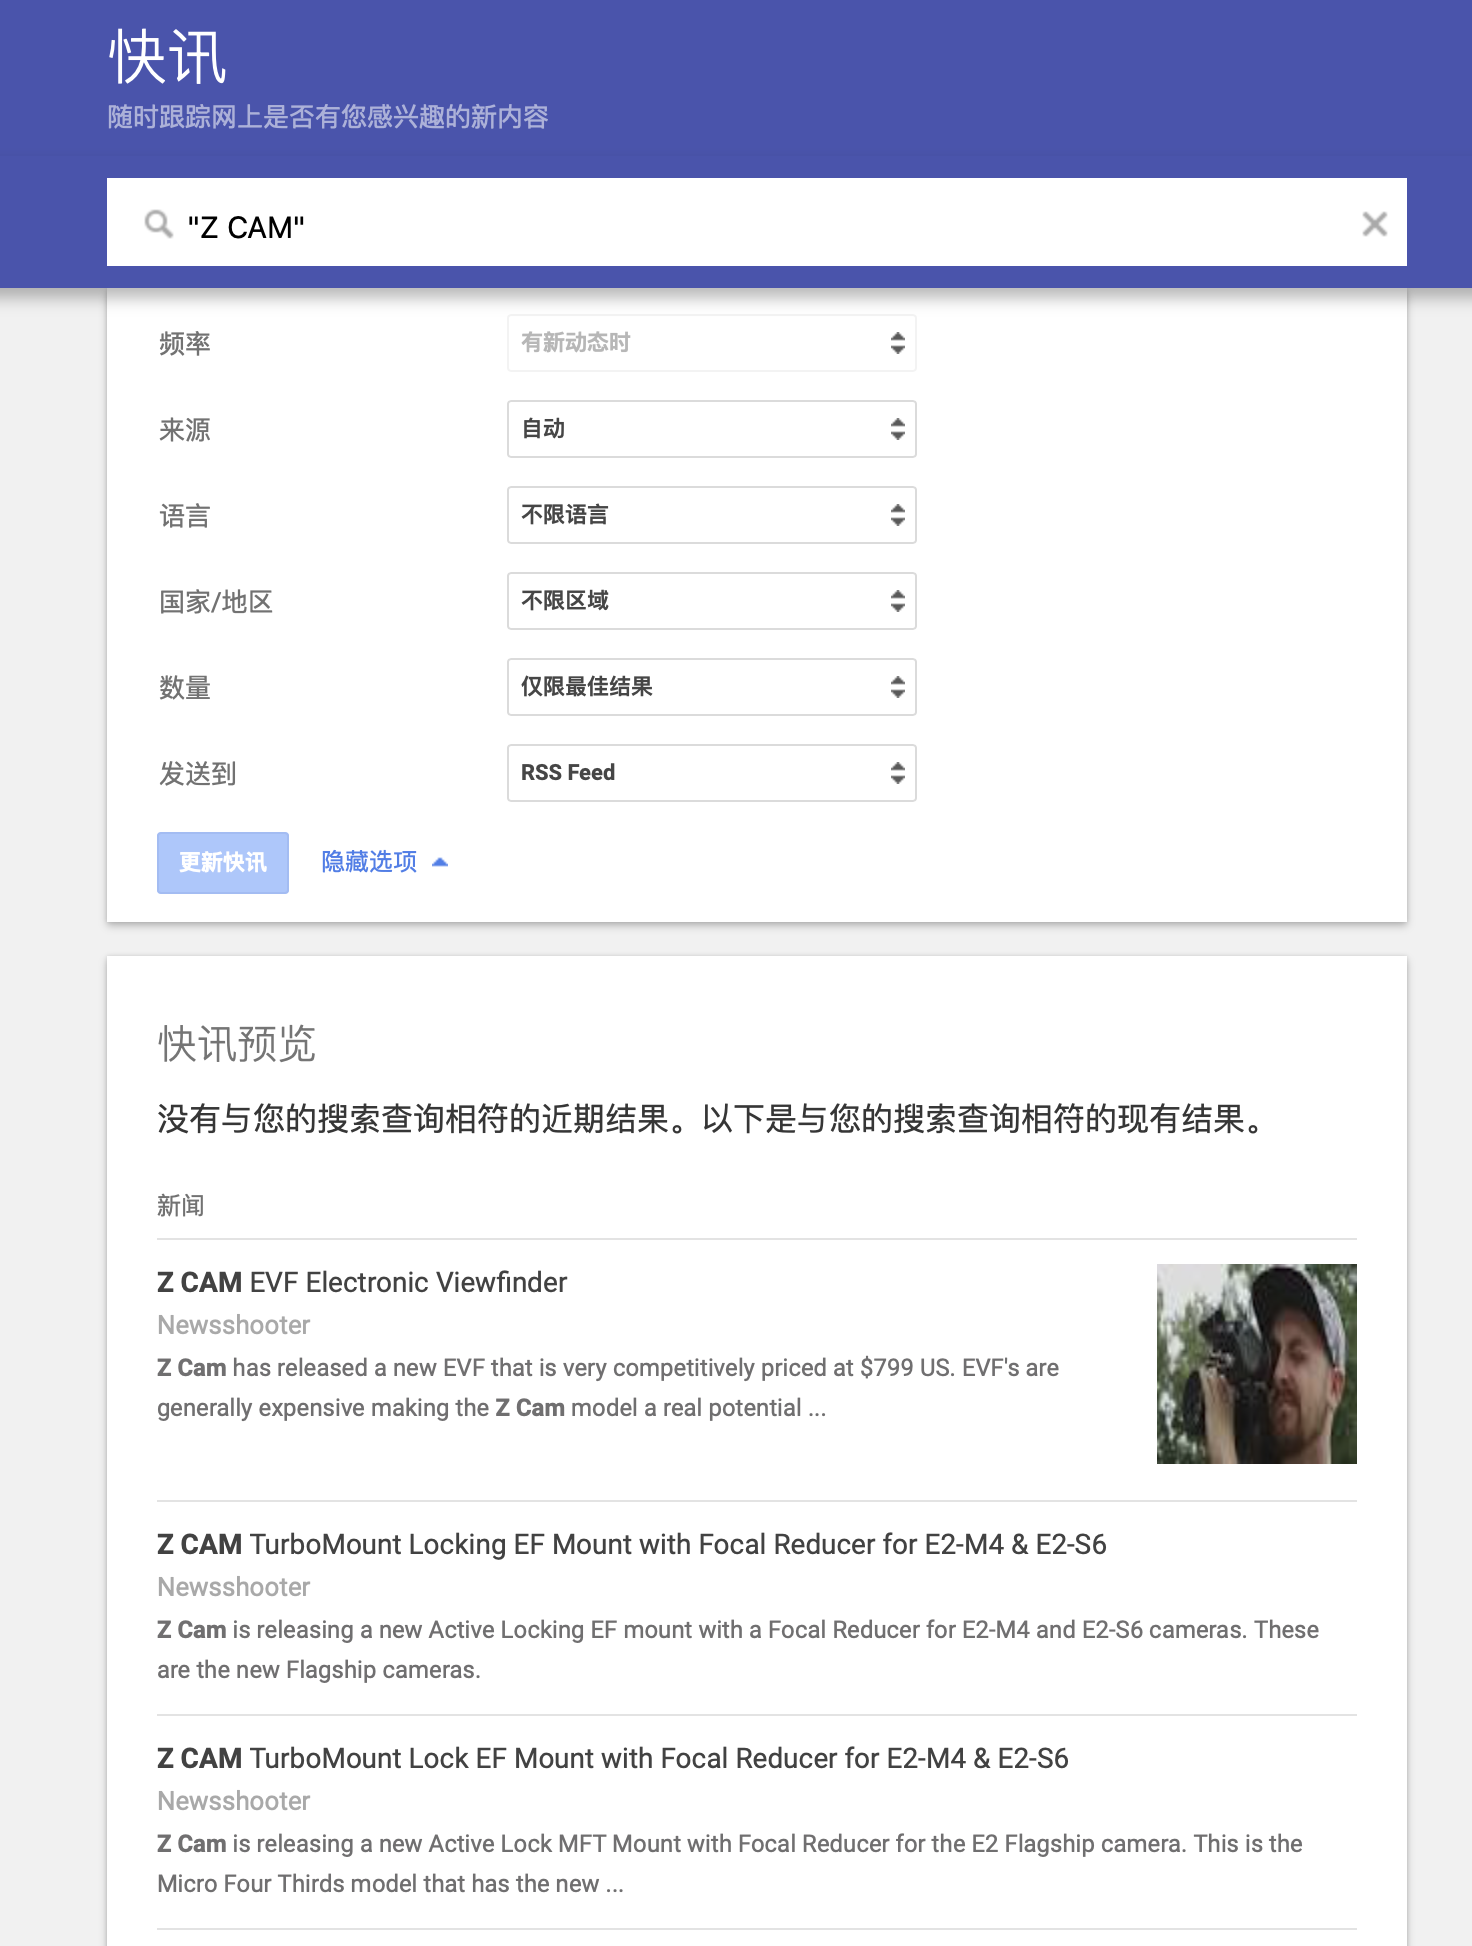 快讯
随时跟踪网上是否有您感兴趣的新内容
"Z CAM"
频率
有新动态时
来源
自动
语言
不限语言
国家/地区
不限区域
数量
仅限最佳结果
发送到
RSS Feed
更新快讯 隐藏选项
快讯预览
没有与您的搜索查询相符的近期结果。以下是与您的搜索查询相符的现有结果。
新闻
Z CAM EVF Electronic Viewfinder
Newsshooter
Z Cam has released a new EVF that is very competitively priced at $799 US. EVF's are
generally expensive making the Z Cam model a real potential ...
Z CAM TurboMount Locking EF Mount with Focal Reducer for E2-M4 & E2-S6
Newsshooter
Z Cam is releasing a new Active Locking EF mount with a Focal Reducer for E2-M4 and E2-S6 cameras. These
are the new Flagship cameras.
Z CAM TurboMount Lock EF Mount with Focal Reducer for E2-M4 & E2-S6
Newsshooter
Z Cam is releasing a new Active Lock MFT Mount with Focal Reducer for the E2 Flagship camera. This is the
Micro Four Thirds model that has the new ...